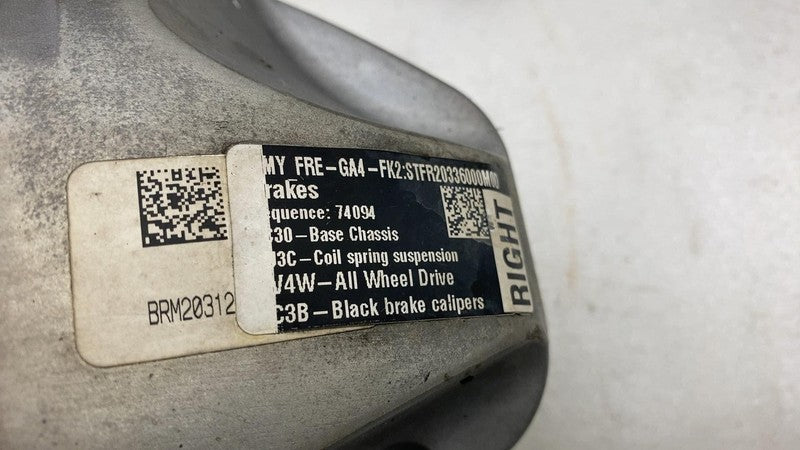 MY FRE-GA4-FK2:STFR20336000M00
rakes
equence: 74094
C30-Base Chassis
3C-Coil spring suspension
V4W-All Wheel Drive
C3B-Black brake calipers
RIGHT
BRM20312